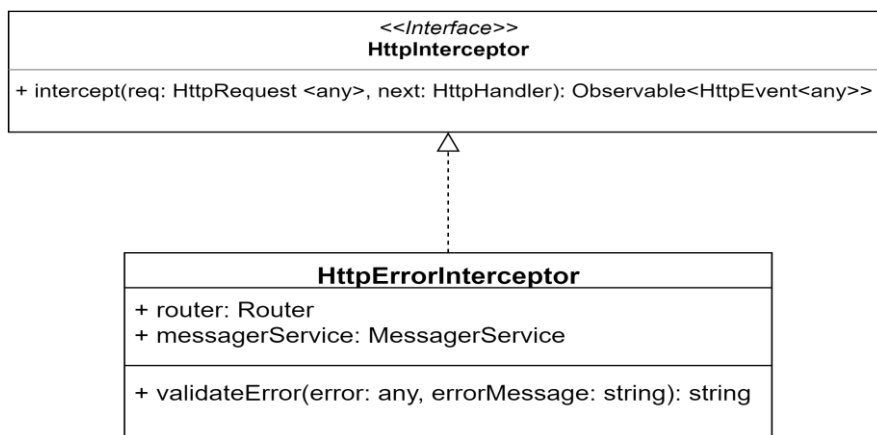 <<Interface>>
HttpInterceptor
+ intercept(req: HttpRequest <any>, next: HttpHandler): Observable<HttpEvent<any>>
HttpErrorInterceptor
+ router: Router
+ messagerService: MessagerService
+ validateError(error: any, errorMessage: string): string